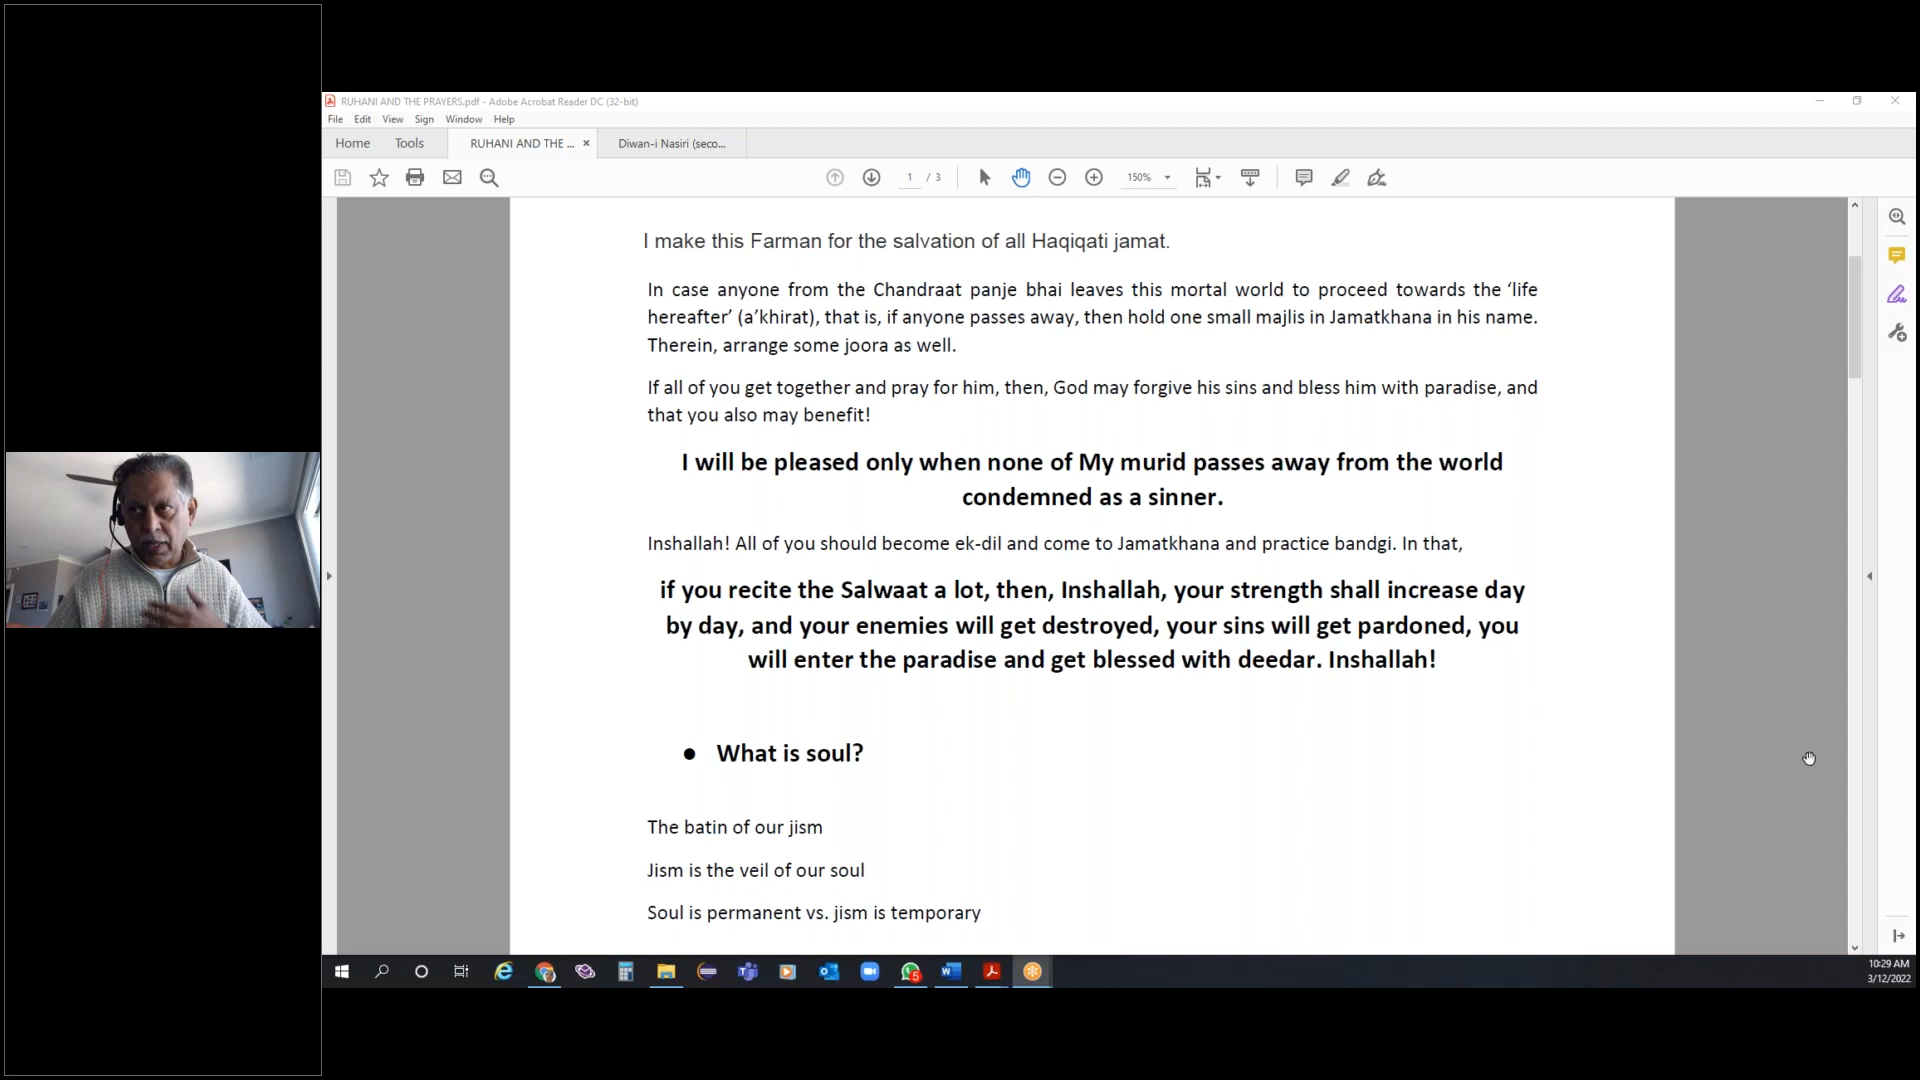 RUHANI AND THE PRAYERS.pdf - Adobe Acrobat Reader DC (32-bit)
File Edit View Sign Window Help
Home Tools RUHANI AND THE ... × Diwan-i Nasiri (seco...
1 / 3 150%
I make this Farman for the salvation of all Haqiqati jamat.
In case anyone from the Chandraat panje bhai leaves this mortal world to proceed towards the ‘life
hereafter’ (a’khirat), that is, if anyone passes away, then hold one small majlis in Jamatkhana in his name.
Therein, arrange some joora as well.
If all of you get together and pray for him, then, God may forgive his sins and bless him with paradise, and
that you also may benefit!
I will be pleased only when none of My murid passes away from the world
condemned as a sinner.
Inshallah! All of you should become ek-dil and come to Jamatkhana and practice bandgi. In that,
if you recite the Salwaat a lot, then, Inshallah, your strength shall increase day
by day, and your enemies will get destroyed, your sins will get pardoned, you
will enter the paradise and get blessed with deedar. Inshallah!
● What is soul?
The batin of our jism
Jism is the veil of our soul
Soul is permanent vs. jism is temporary
5
10:29 AM
3/12/2022